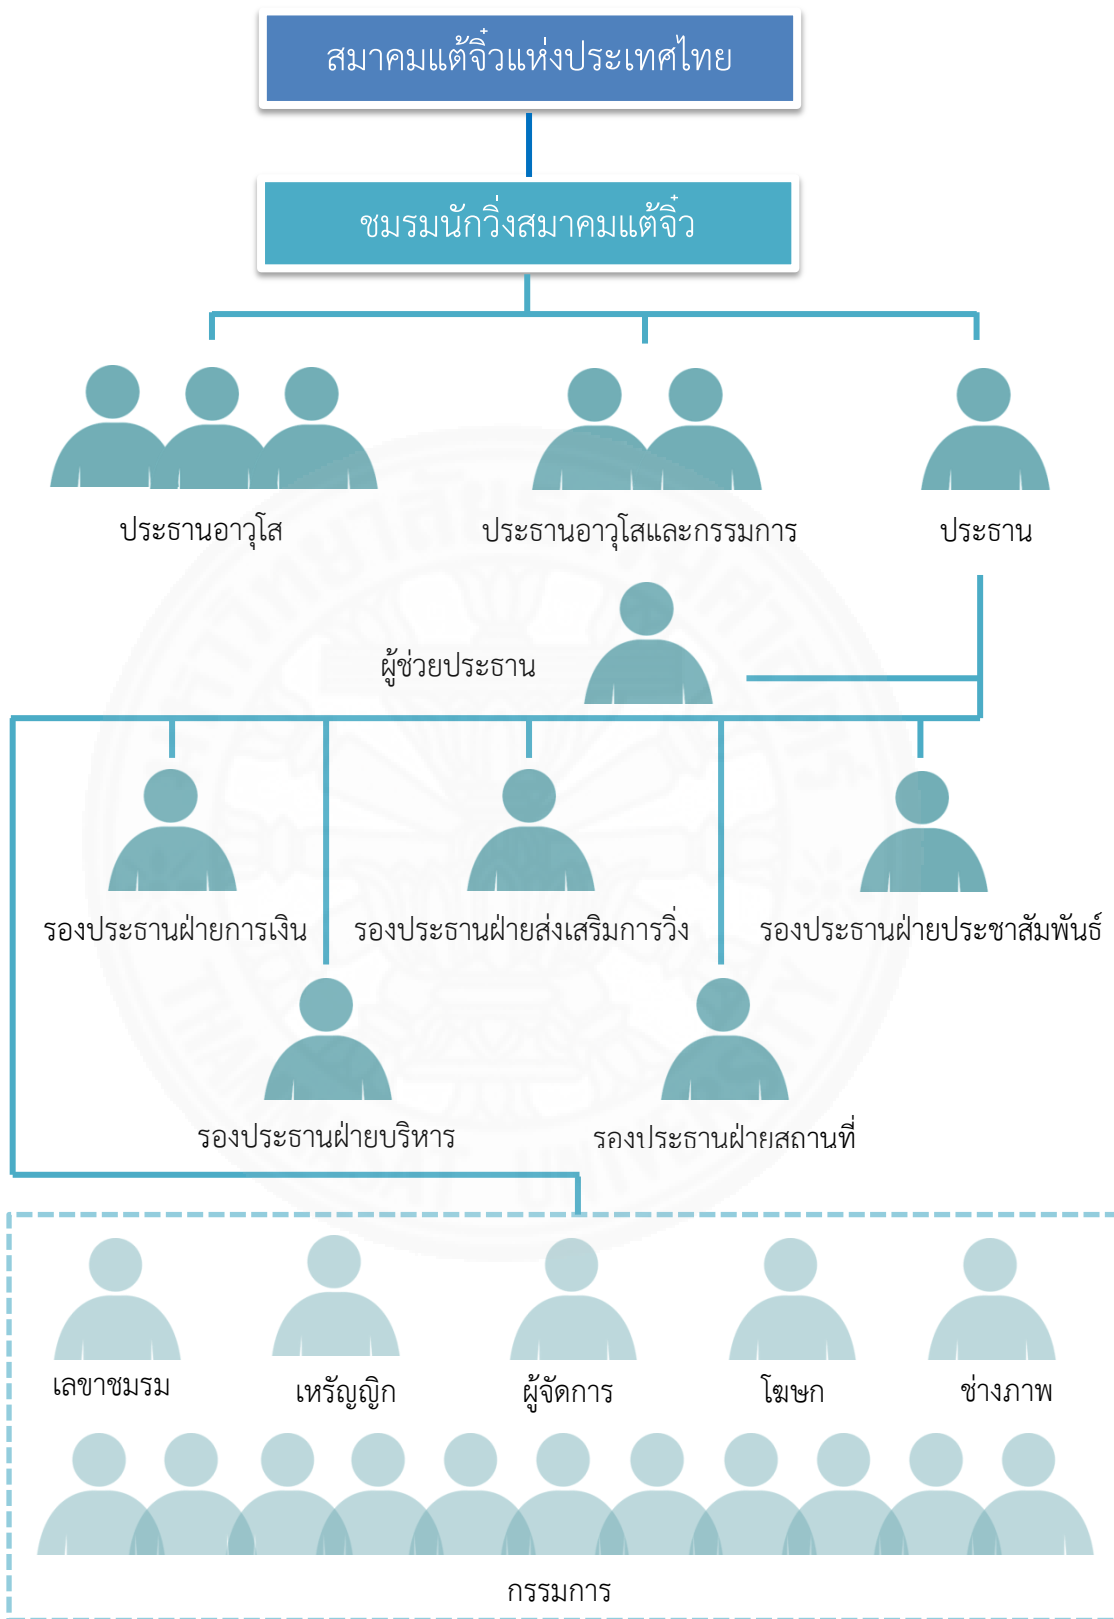 สมาคมแต้จิ๋วแห่งประเทศไทย
ชมรมนักวิ่งสมาคมแต้จิ๋ว
ประธานอาวุโส
ประธานอาวุโสและกรรมการ
ประธาน
ผู้ช่วยประธาน
รองประธานฝ่ายการเงิน
รองประธานฝ่ายส่งเสริมการวิ่ง
รองประธานฝ่ายประชาสัมพันธ์
รองประธานฝ่ายบริหาร
รองประธานฝ่ายสถานที่
เลขาชมรม
เหรัญญิก
ผู้จัดการ
โฆษก
ช่างภาพ
กรรมการ